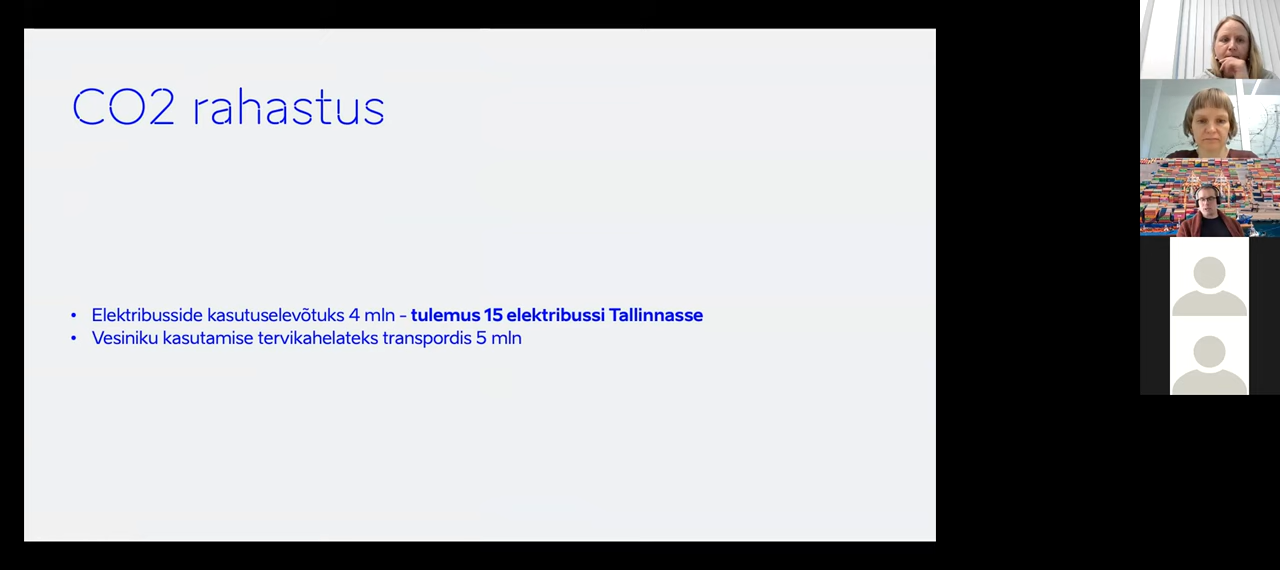 CO2 rahastus
• Elektribusside kasutuselevõtuks 4 mln - tulemus 15 elektribussi Tallinnasse
• Vesiniku kasutamise tervikahelateks transpordis 5 mln